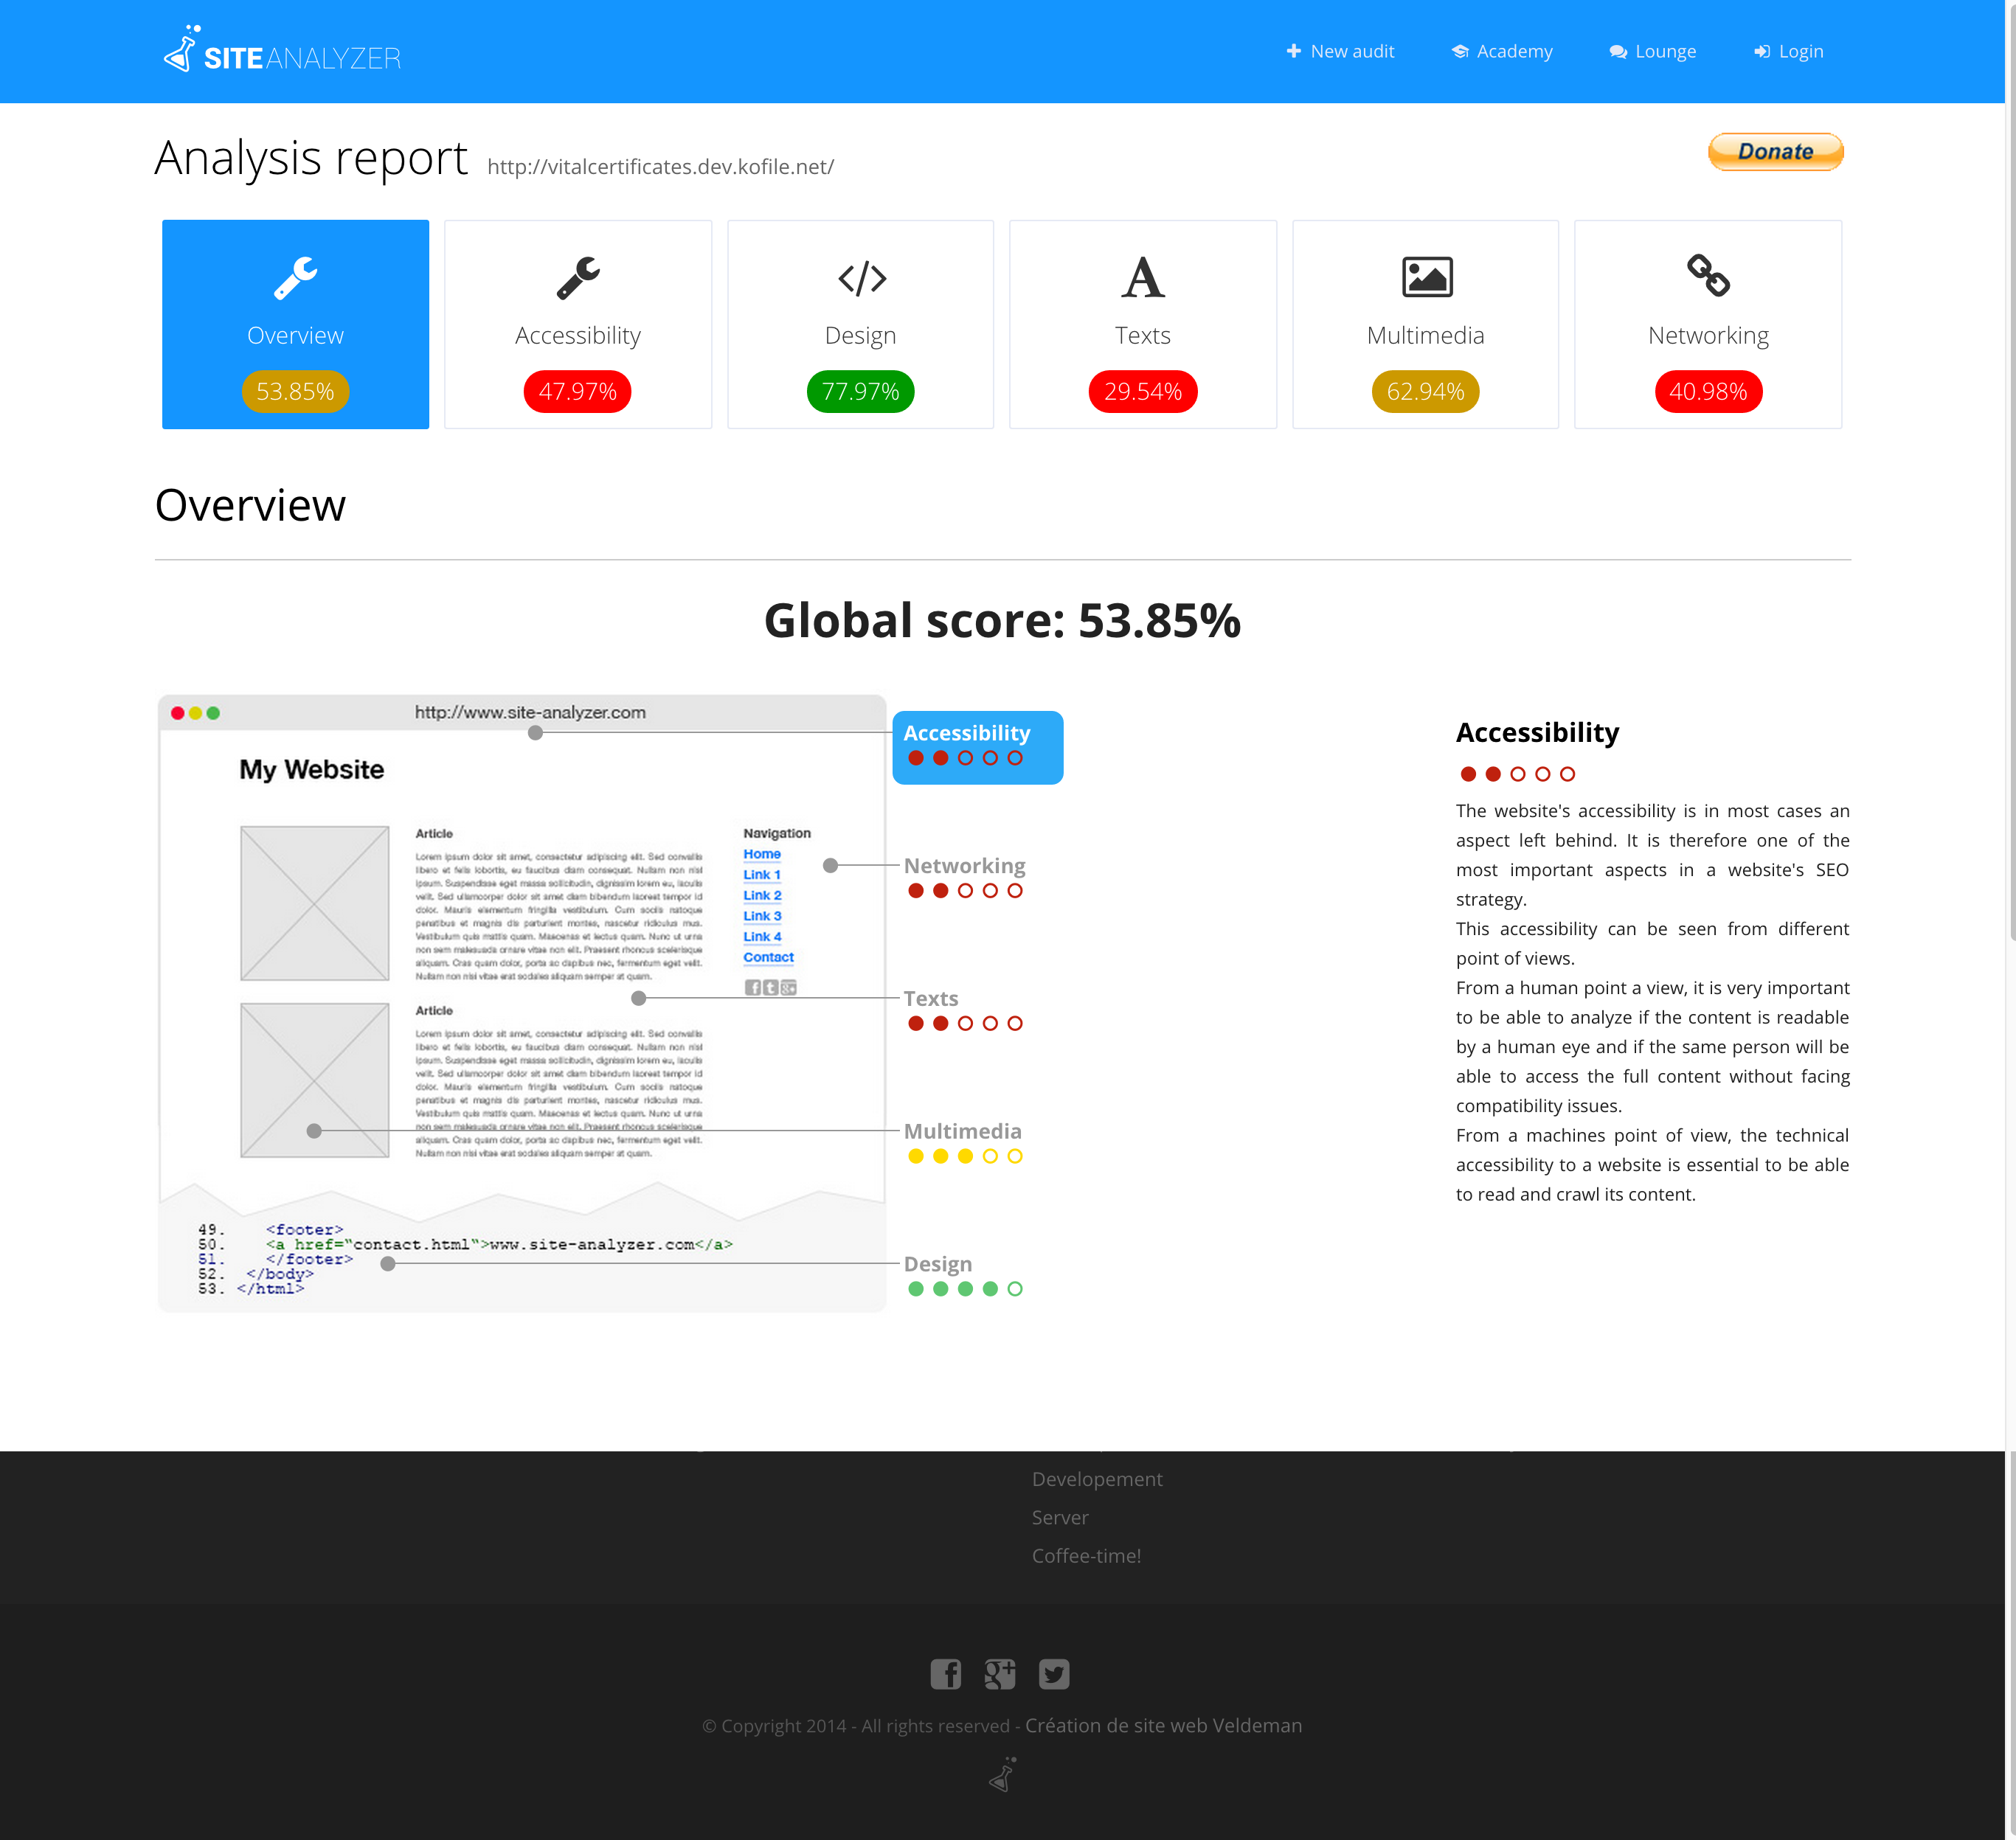 SITEANALYZER
New audit
Academy
Lounge
Login
Analysis report http://vitalcertificates.dev.kofile.net/
Donate
Overview
53.85%
Accessibility
47.97%
Design
77.97%
Texts
29.54%
Multimedia
62.94%
Networking
40.98%
Overview
Global score: 53.85%
http://www.site-analyzer.com
My Website
Article
Lorem ipsum dolor sit amet, consectetur adipiscing elit. Sed convallis
libero et felis lobortis, eu faucibus diam consequat. Nullam non nisl
ipsum. Suspendisse eget massa sollicitudin, dignissim lorem eu, iaculis
velit. Sed ullamcorper dolor sit amet diam bibendum laoreet tempor id
dolor. Mauris elementum fringilla vestibulum. Cum sociis natoque
penatibus et magnis dis parturient montes, nascetur ridiculus mus.
Vestibulum quis mattis quam. Maecenas et lectus quam. Nunc ut urna
non sem malesuada ornare vitae non elit. Praesent rhoncus scelerisque
aliquam. Cras quam dolor, porta ac dapibus nec, fermentum eget velit.
Nullam non nisi vitae erat sodales aliquam semper at quam.
Navigation
Home
Link 1
Link 2
Link 3
Link 4
Contact
Article
Lorem ipsum dolor sit amet, consectetur adipiscing elit. Sed convallis
libero et felis lobortis, eu faucibus diam consequat. Nullam non nisl
ipsum. Suspendisse eget massa sollicitudin, dignissim lorem eu, iaculis
velit. Sed ullamcorper dolor sit amet diam bibendum laoreet tempor id
dolor. Mauris elementum fringilla vestibulum. Cum sociis natoque
penatibus et magnis dis parturient montes, nascetur ridiculus mus.
Vestibulum quis mattis quam. Maecenas et lectus quam. Nunc ut urna
non sem malesuada ornare vitae non elit. Praesent rhoncus scelerisque
aliquam. Cras quam dolor, porta ac dapibus nec, fermentum eget velit.
Nullam non nisi vitae erat sodales aliquam semper at quam.
49. <footer>
50. <a href="contact.html">www.site-analyzer.com</a>
51. </footer>
52. </body>
53. </html>
Accessibility
Networking
Texts
Multimedia
Design
Accessibility
The website's accessibility is in most cases an
aspect left behind. It is therefore one of the
most important aspects in a website's SEO
strategy.
This accessibility can be seen from different
point of views.
From a human point a view, it is very important
to be able to analyze if the content is readable
by a human eye and if the same person will be
able to access the full content without facing
compatibility issues.
From a machines point of view, the technical
accessibility to a website is essential to be able
to read and crawl its content.
Developement
Server
Coffee-time!
© Copyright 2014 - All rights reserved - Création de site web Veldeman